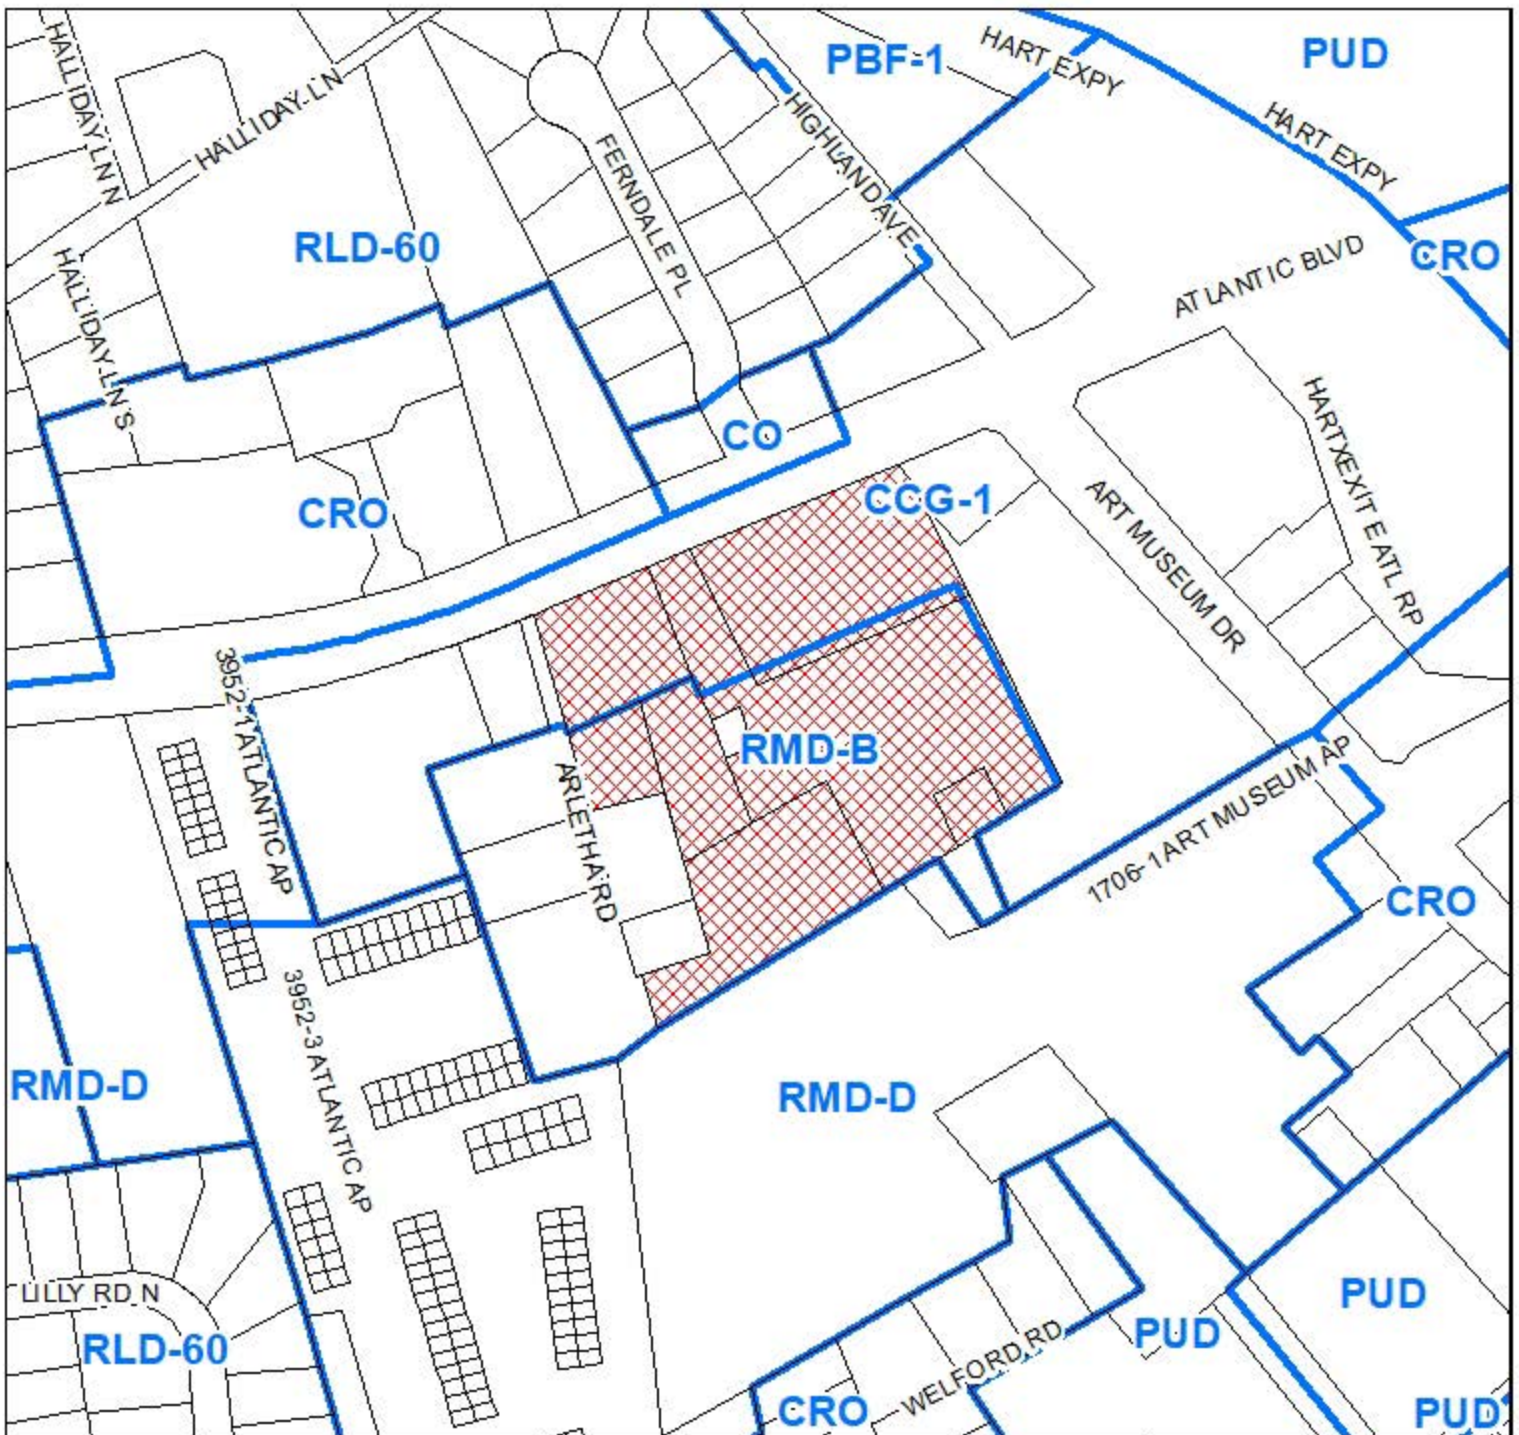 HALLIDAY LN N
HALLIDAY LN
PBF-1
HART EXPY
PUD
HIGHLAND AVE
HART EXPY
FERNDALE PL
RLD-60
HALLIDAY LN S
ATLANTIC BLVD
CRO
CO
CRO
CCG-1
ART MUSEUM DR
HARTXEXIT E ATL RP
3952-1 ATLANTIC AP
RMD-B
ARLETHA RD
1706-1 ART MUSEUM AP
CRO
3952-3 ATLANTIC AP
RMD-D
RMD-D
LILLY RD N
RLD-60
PUD
PUD
WELFORD RD
CRO
PUD